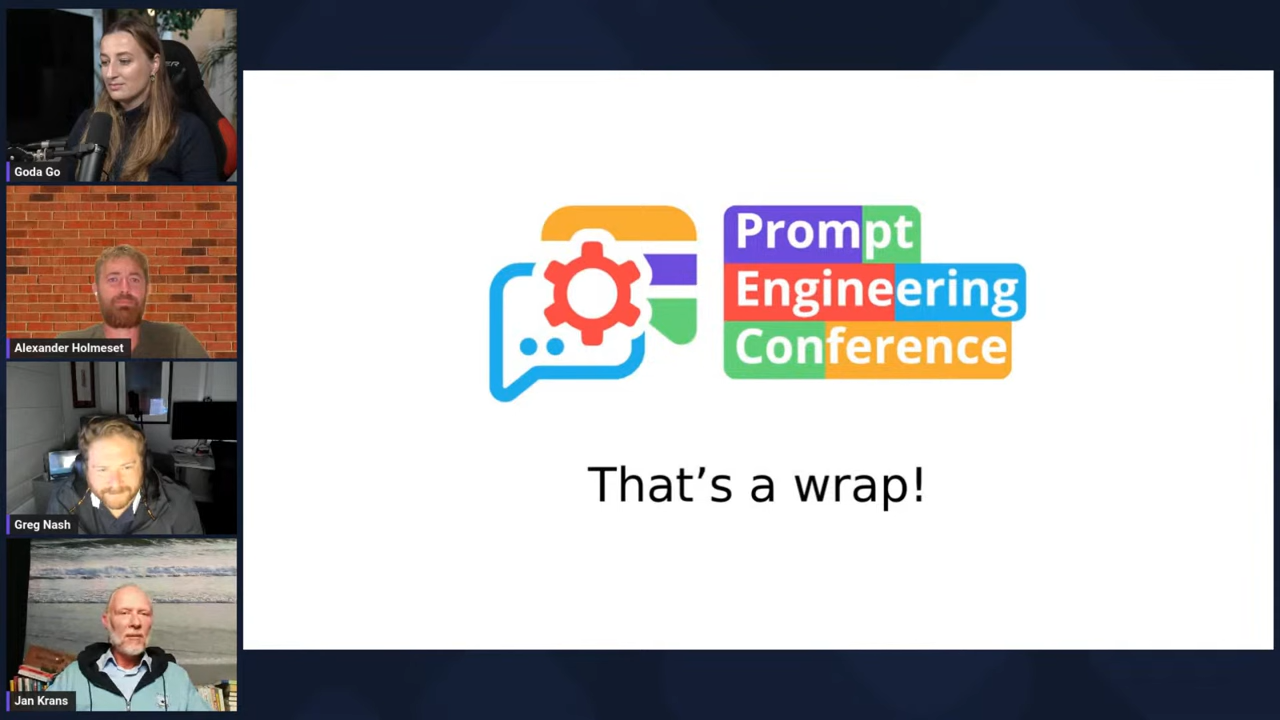 Goda Go
Alexander Holmeset
Greg Nash
Jan Krans
Prompt
Engineering
Conference
That's a wrap!